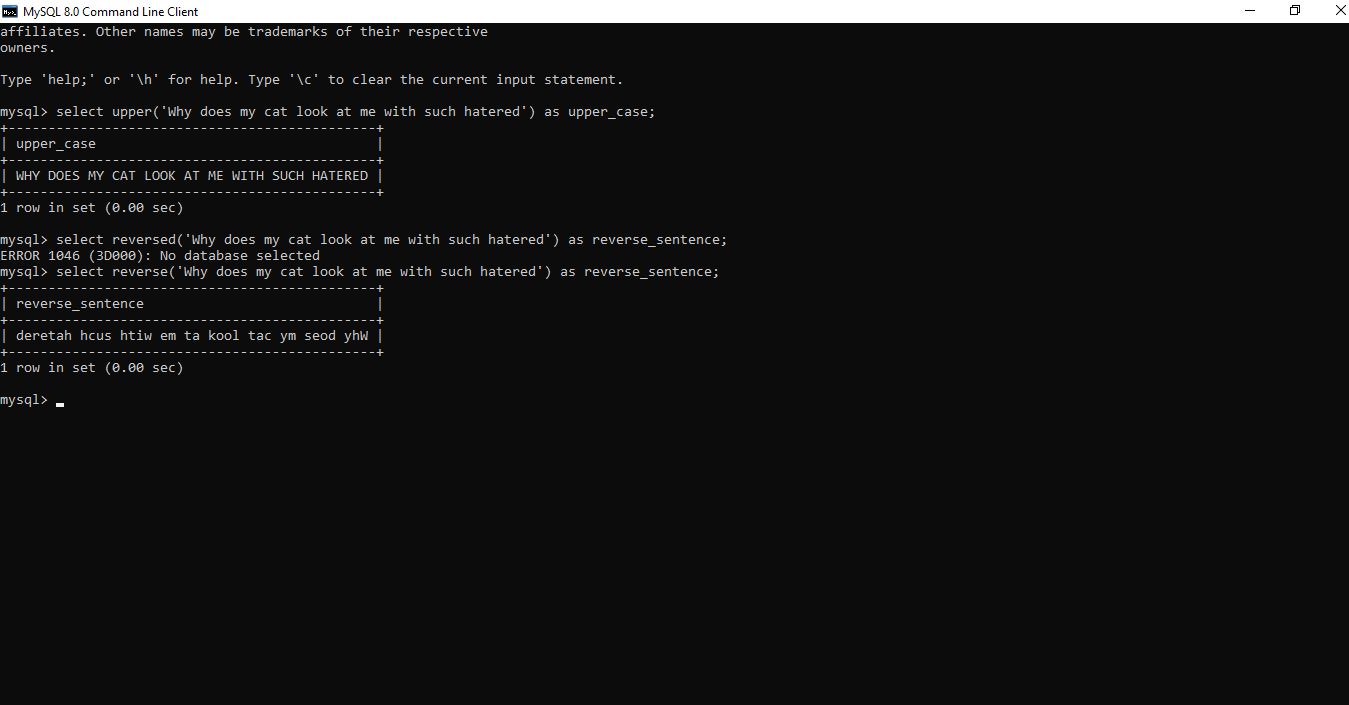 MySQL 8.0 Command Line Client
affiliates. Other names may be trademarks of their respective
owners.
Type 'help;' or '\h' for help. Type '\c' to clear the current input statement.
mysql> select upper('Why does my cat look at me with such hatered') as upper_case;
+----------------------------------------------+
| upper_case                                   |
+----------------------------------------------+
| WHY DOES MY CAT LOOK AT ME WITH SUCH HATERED |
+----------------------------------------------+
1 row in set (0.00 sec)
mysql> select reversed('Why does my cat look at me with such hatered') as reverse_sentence;
ERROR 1046 (3D000): No database selected
mysql> select reverse('Why does my cat look at me with such hatered') as reverse_sentence;
+----------------------------------------------+
| reverse_sentence                             |
+----------------------------------------------+
| deretah hcus htiw em ta kool tac ym seod yhW |
+----------------------------------------------+
1 row in set (0.00 sec)
mysql>